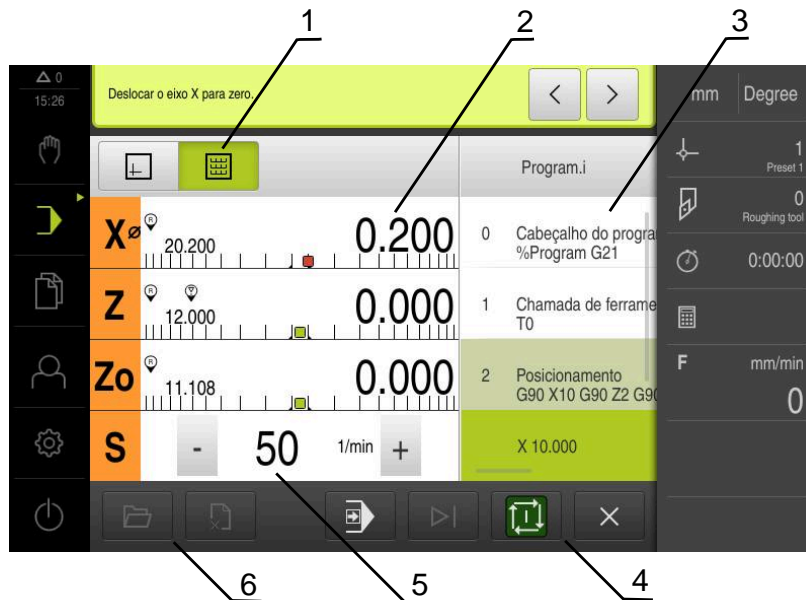 1
2
3
0
15:26
Deslocar o eixo X para zero.
< >
mm
Degree
Program.i
1
Preset 1
0
Roughing tool
0:00:00
F
mm/min
0
X⌀
R
20.200
0.200
Z
R
12.000
0.000
Zo
R
11.108
0.000
S
-
50
1/min
+
0
Cabeçalho do progra
%Program G21
1
Chamada de ferrame
T0
2
Posicionamento
G90 X10 G90 Z2 G90
X 10.000
6
5
4